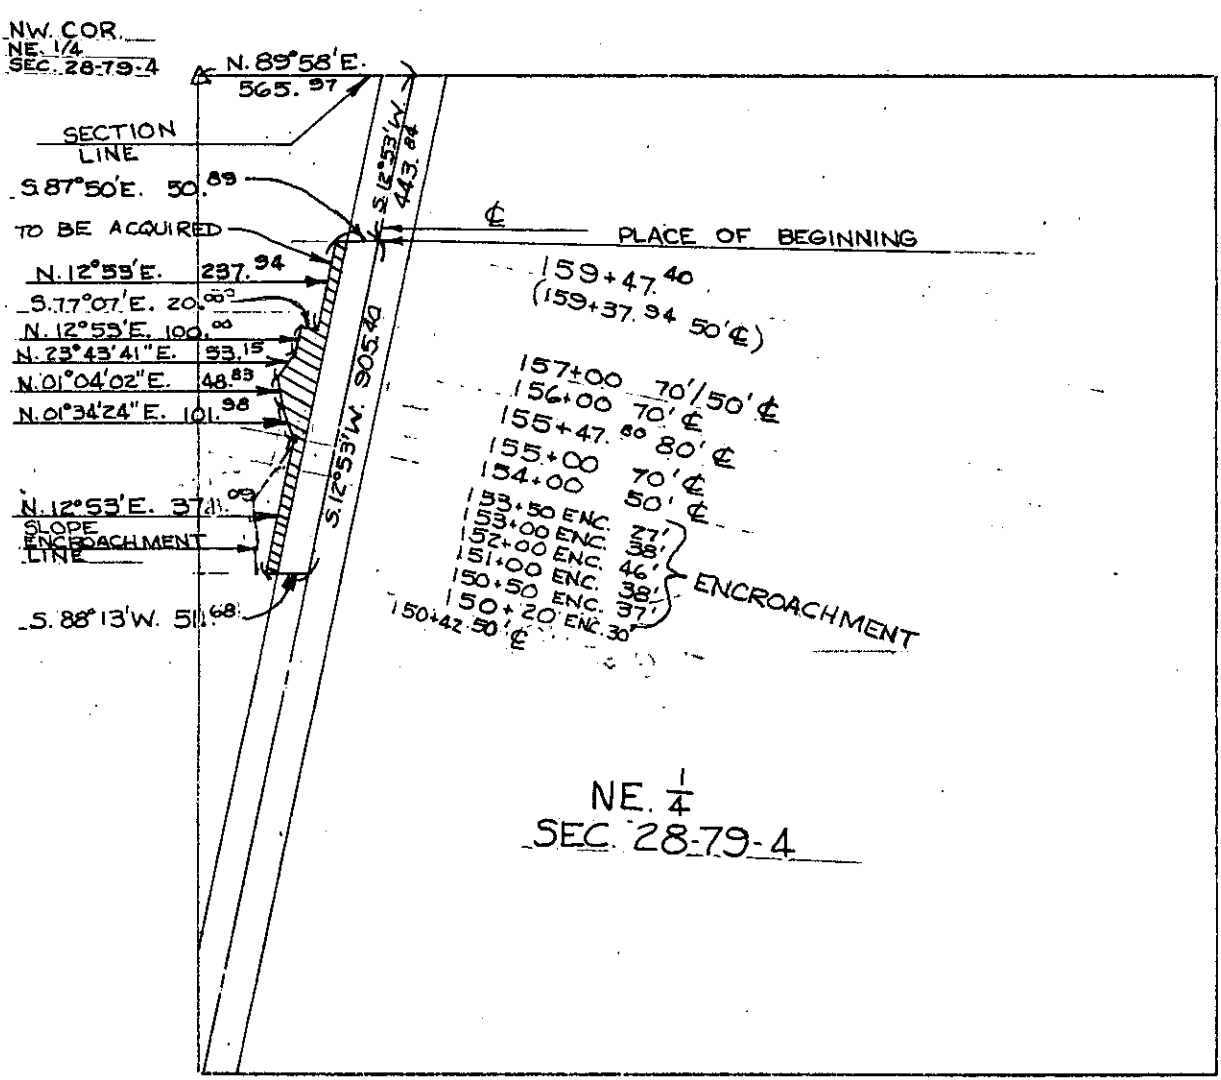 NW. COR.
NE. 1/4
SEC. 28-79-4
N. 89°58'E.
565.97
SECTION
LINE
S.12°53'W.
443.84
S.87°50'E. 50.89
TO BE ACQUIRED
℄
PLACE OF BEGINNING
N.12°53'E. 237.94
S.77°07'E. 20.00
N.12°53'E. 100.00
N.23°43'41"E. 53.15
N.01°04'02"E. 48.83
N.01°34'24"E. 101.98
N.12°53'E.
SLOPE
ENCROACHMENT
LINE
S.88°13'W. 51.68
S.12°53'W. 905.40
159+47.40
(159+37.94 50'℄)
157+00 70'/50'℄
156+00 70'℄
155+47.80 80'℄
155+00 70'℄
154+00 50'℄
153+50 ENC. 27'
153+00 ENC. 38'
152+00 ENC. 46'
151+00 ENC. 38'
150+50 ENC. 37'
150+20 ENC. 30'
150+42 50'℄
ENCROACHMENT
NE. 1/4
SEC. 28-79-4